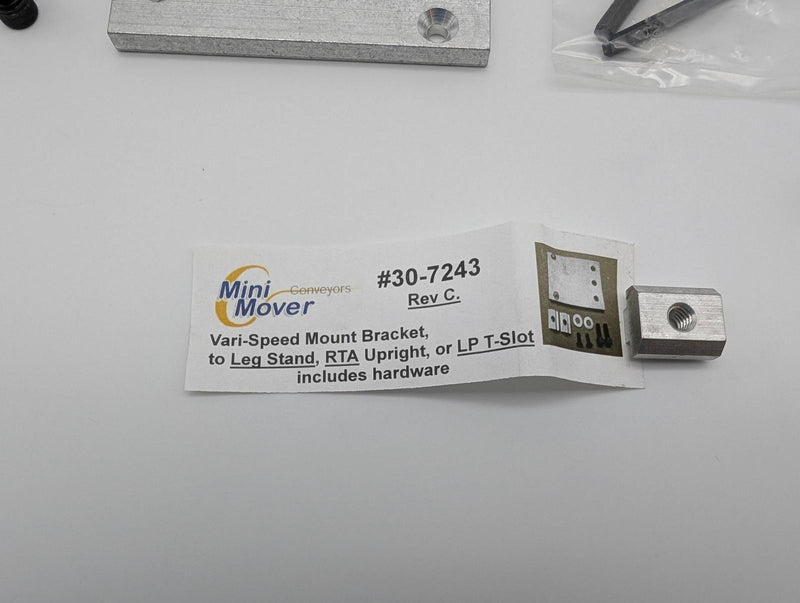 Mini Conveyors
Mover
#30-7243
Rev C.
Vari-Speed Mount Bracket,
to Leg Stand, RTA Upright, or LP T-Slot
includes hardware